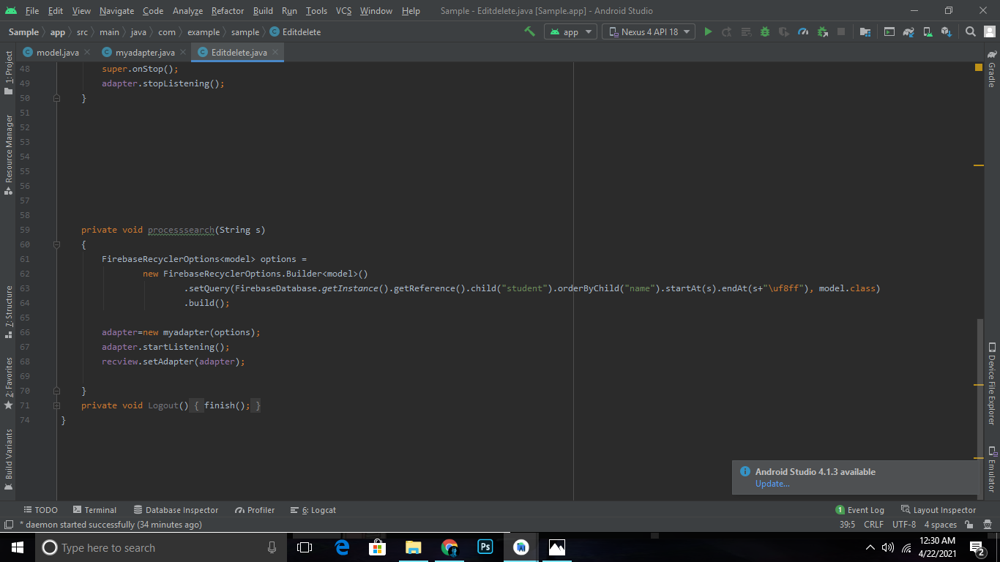 File Edit View Navigate Code Analyze Refactor Build Run Tools VCS Window Help Sample - Editdelete.java [Sample.app] - Android Studio
Sample app src main java com example sample Editdelete app Nexus 4 API 18
model.java myadapter.java Editdelete.java
1: Project
Resource Manager
7: Structure
2: Favorites
Build Variants
48 super.onStop();
49 adapter.stopListening();
50 }
51
52
53
54
55
56
57
58
59 private void processsearch(String s)
60 {
61 FirebaseRecyclerOptions<model> options =
62 new FirebaseRecyclerOptions.Builder<model>()
63 .setQuery(FirebaseDatabase.getInstance().getReference().child("student").orderByChild("name").startAt(s).endAt(s+"\uf8ff"), model.class)
64 .build();
65
66 adapter=new myadapter(options);
67 adapter.startListening();
68 recview.setAdapter(adapter);
69
70 }
71 private void Logout() { finish(); }
74 }
Gradle
Device File Explorer
Emulator
Android Studio 4.1.3 available
Update...
TODO Terminal Database Inspector Profiler 6: Logcat 1 Event Log Layout Inspector
* daemon started successfully (34 minutes ago) 39:5 CRLF UTF-8 4 spaces
Type here to search Ps 12:30 AM
4/22/2021 2